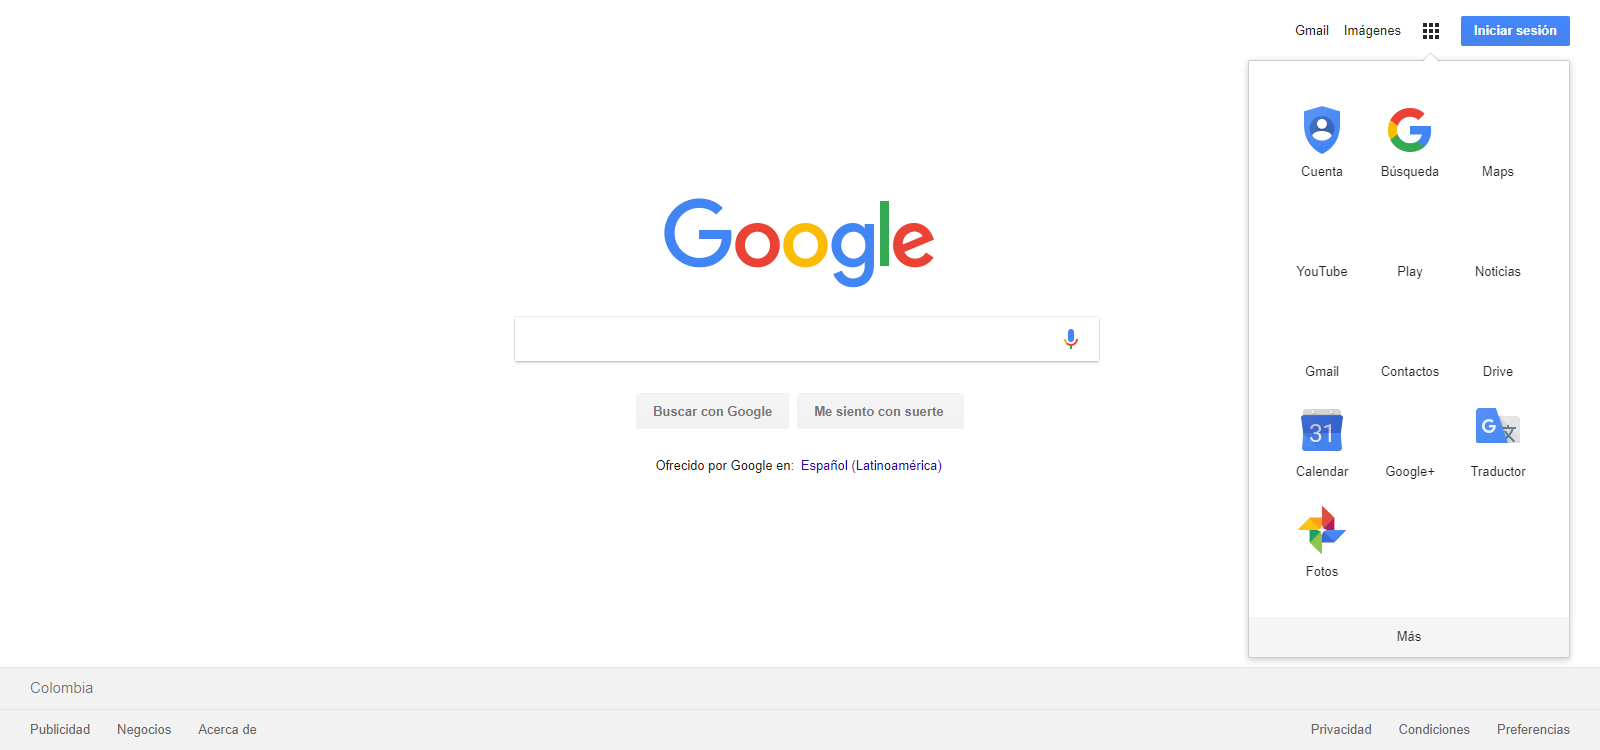 Gmail Imágenes Iniciar sesión
Cuenta Búsqueda Maps
Google
YouTube Play Noticias
Gmail Contactos Drive
Buscar con Google Me siento con suerte
31 G 文
Calendar Google+ Traductor
Ofrecido por Google en: Español (Latinoamérica)
Fotos
Más
Colombia
Publicidad Negocios Acerca de Privacidad Condiciones Preferencias